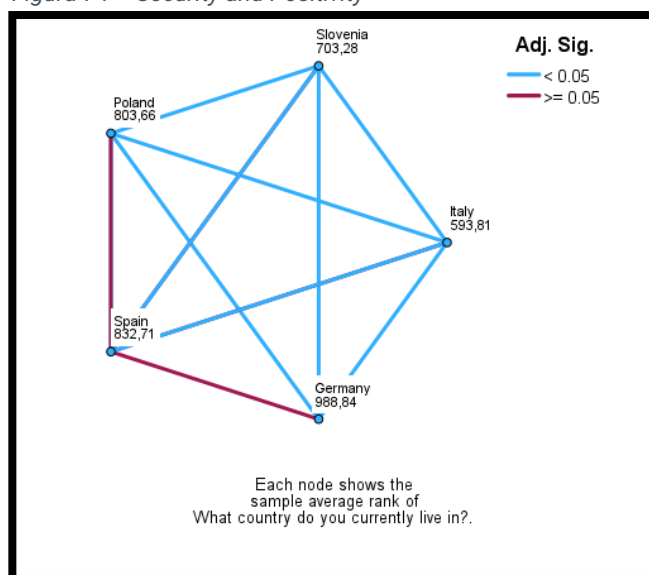 Slovenia
703,28
Adj. Sig.
< 0.05
>= 0.05
Poland
803,66
Italy
593,81
Spain
832,71
Germany
988,84
Each node shows the
sample average rank of
What country do you currently live in?.